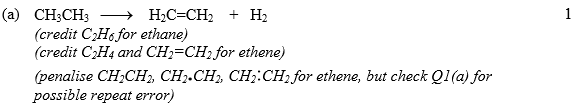 (a) CH₃CH₃ ⟶ H₂C=CH₂ + H₂ 1
(credit C₂H₆ for ethane)
(credit C₂H₄ and CH₂=CH₂ for ethene)
(penalise CH₂CH₂, CH₂•CH₂, CH₂:CH₂ for ethene, but check Q1(a) for
possible repeat error)